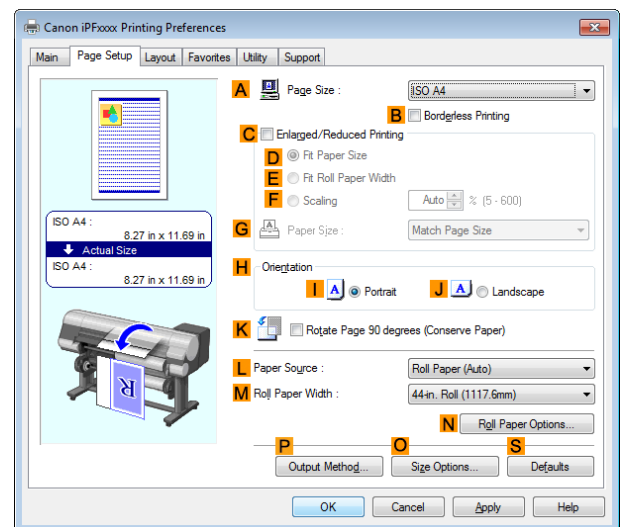 Canon iPFxxxx Printing Preferences
Main Page Setup Layout Favorites Utility Support
A Page Size : ISO A4
B Borderless Printing
C Enlarged/Reduced Printing
D Fit Paper Size
E Fit Roll Paper Width
F Scaling Auto % (5 - 600)
G Paper Size : Match Page Size
ISO A4 :
8.27 in x 11.69 in
Actual Size
ISO A4 :
8.27 in x 11.69 in
H Orientation
I A Portrait J A Landscape
K Rotate Page 90 degrees (Conserve Paper)
R
L Paper Source : Roll Paper (Auto)
M Roll Paper Width : 44-in. Roll (1117.6mm)
N Roll Paper Options...
P O S
Output Method... Size Options... Defaults
OK Cancel Apply Help